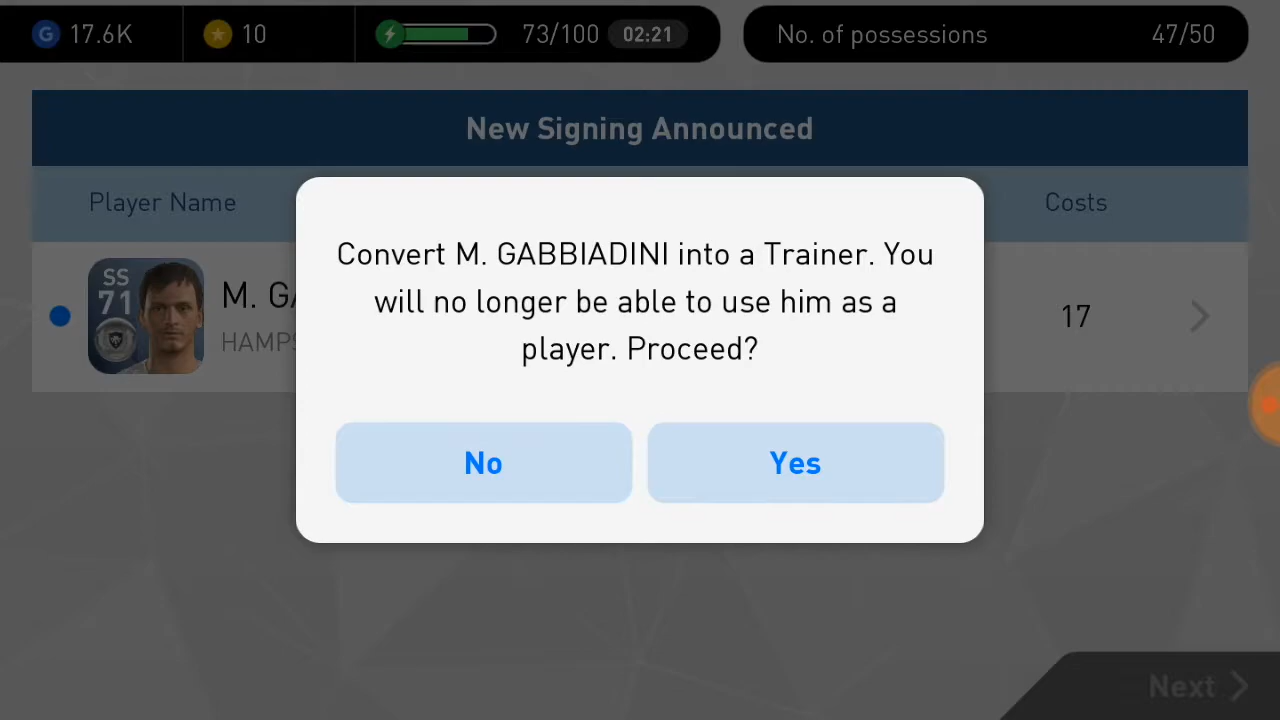 G 17.6K 10 73/100 02:21 No. of possessions 47/50
New Signing Announced
Player Name Costs
SS
71
M. GA
HAMPS
17
Convert M. GABBIADINI into a Trainer. You
will no longer be able to use him as a
player. Proceed?
No Yes
Next